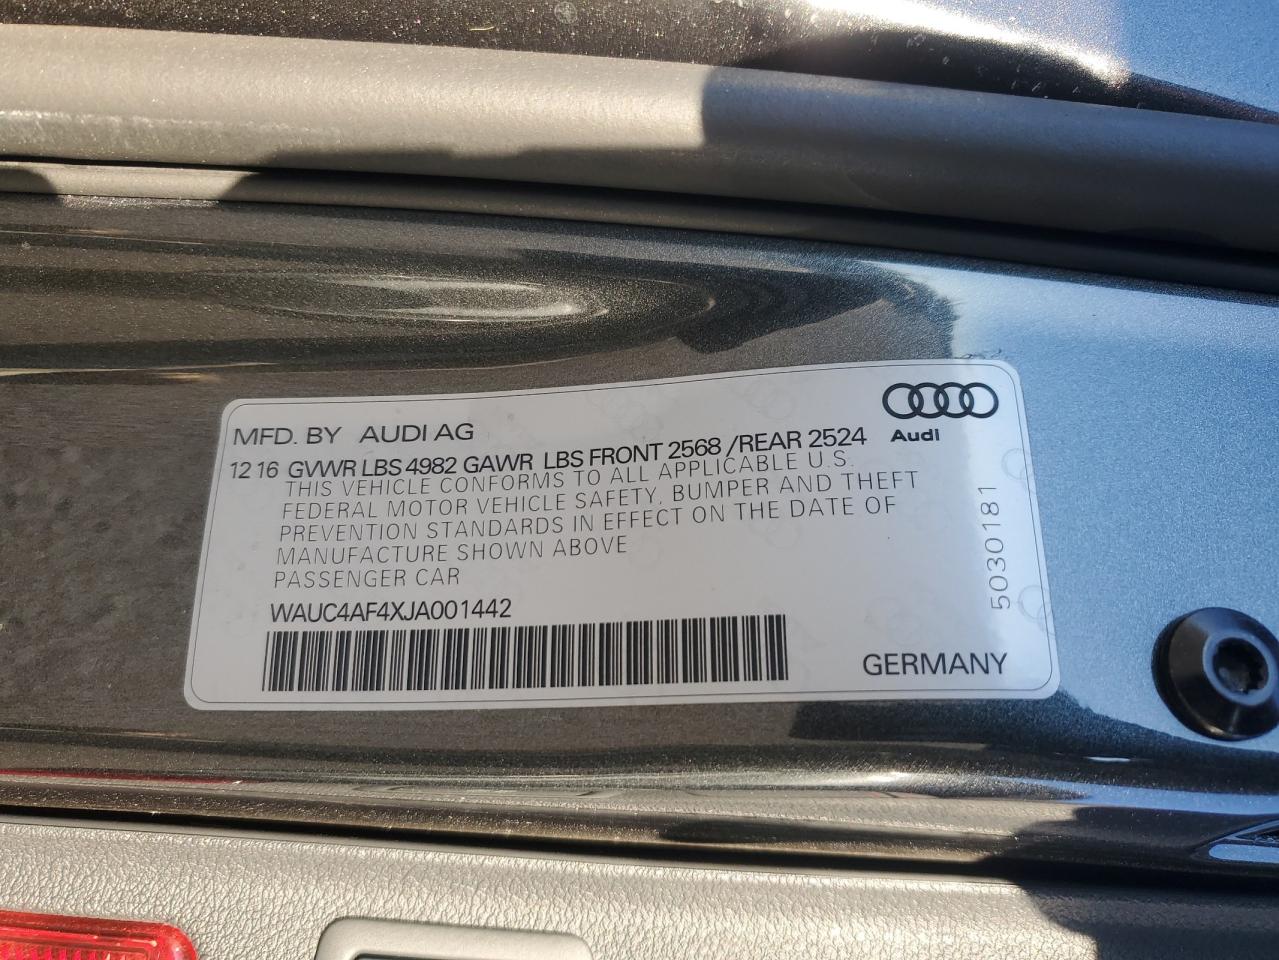 MFD. BY AUDI AG
Audi
12 16 GVWR LBS 4982 GAWR LBS FRONT 2568 /REAR 2524
THIS VEHICLE CONFORMS TO ALL APPLICABLE U.S.
FEDERAL MOTOR VEHICLE SAFETY, BUMPER AND THEFT
PREVENTION STANDARDS IN EFFECT ON THE DATE OF
MANUFACTURE SHOWN ABOVE
PASSENGER CAR
WAUC4AF4XJA001442
5030181
GERMANY